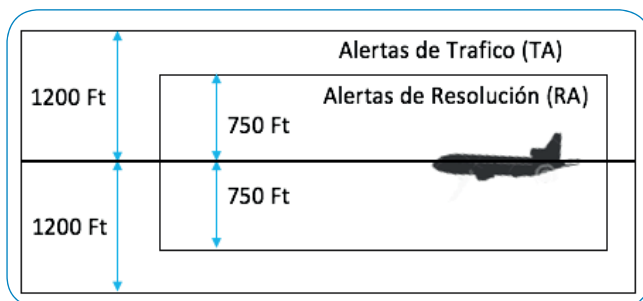 Alertas de Trafico (TA)
Alertas de Resolución (RA)
1200 Ft
750 Ft
750 Ft
1200 Ft